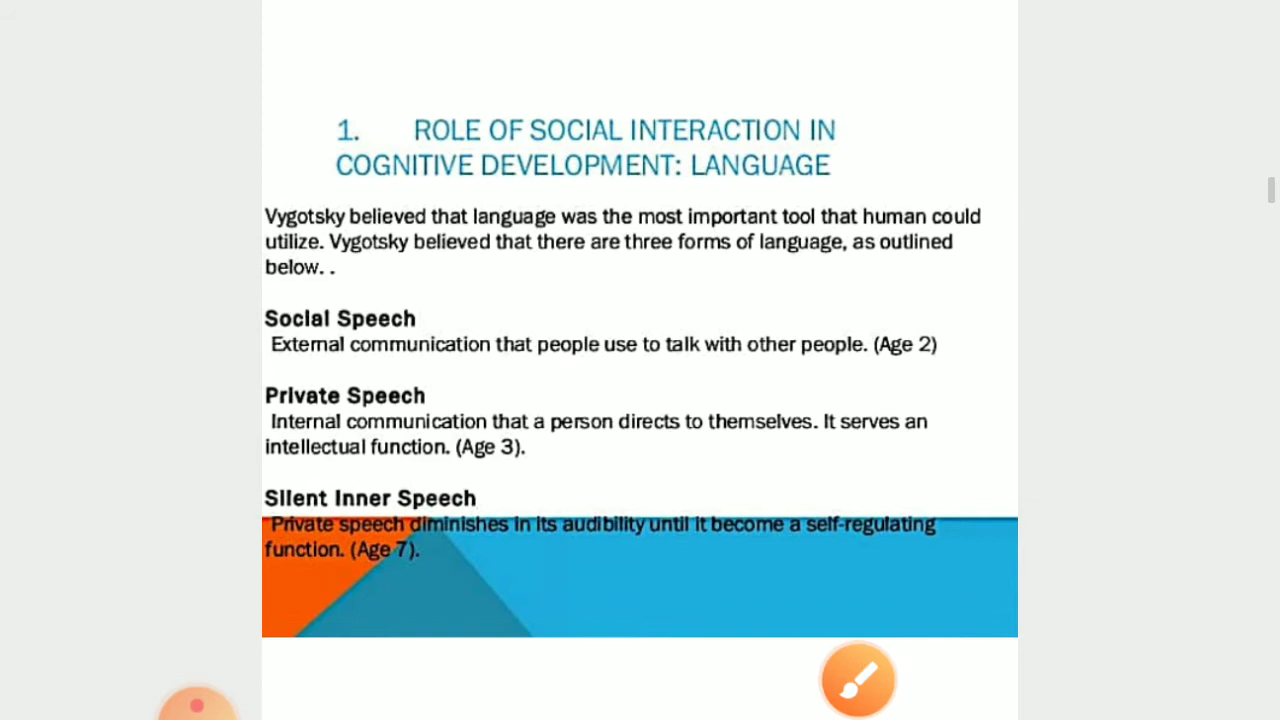 1. ROLE OF SOCIAL INTERACTION IN
COGNITIVE DEVELOPMENT: LANGUAGE
Vygotsky believed that language was the most important tool that human could
utilize. Vygotsky believed that there are three forms of language, as outlined
below. .
Social Speech
External communication that people use to talk with other people. (Age 2)
Private Speech
Internal communication that a person directs to themselves. It serves an
intellectual function. (Age 3).
Silent Inner Speech
Private speech diminishes in its audibility until it become a self-regulating
function. (Age 7).